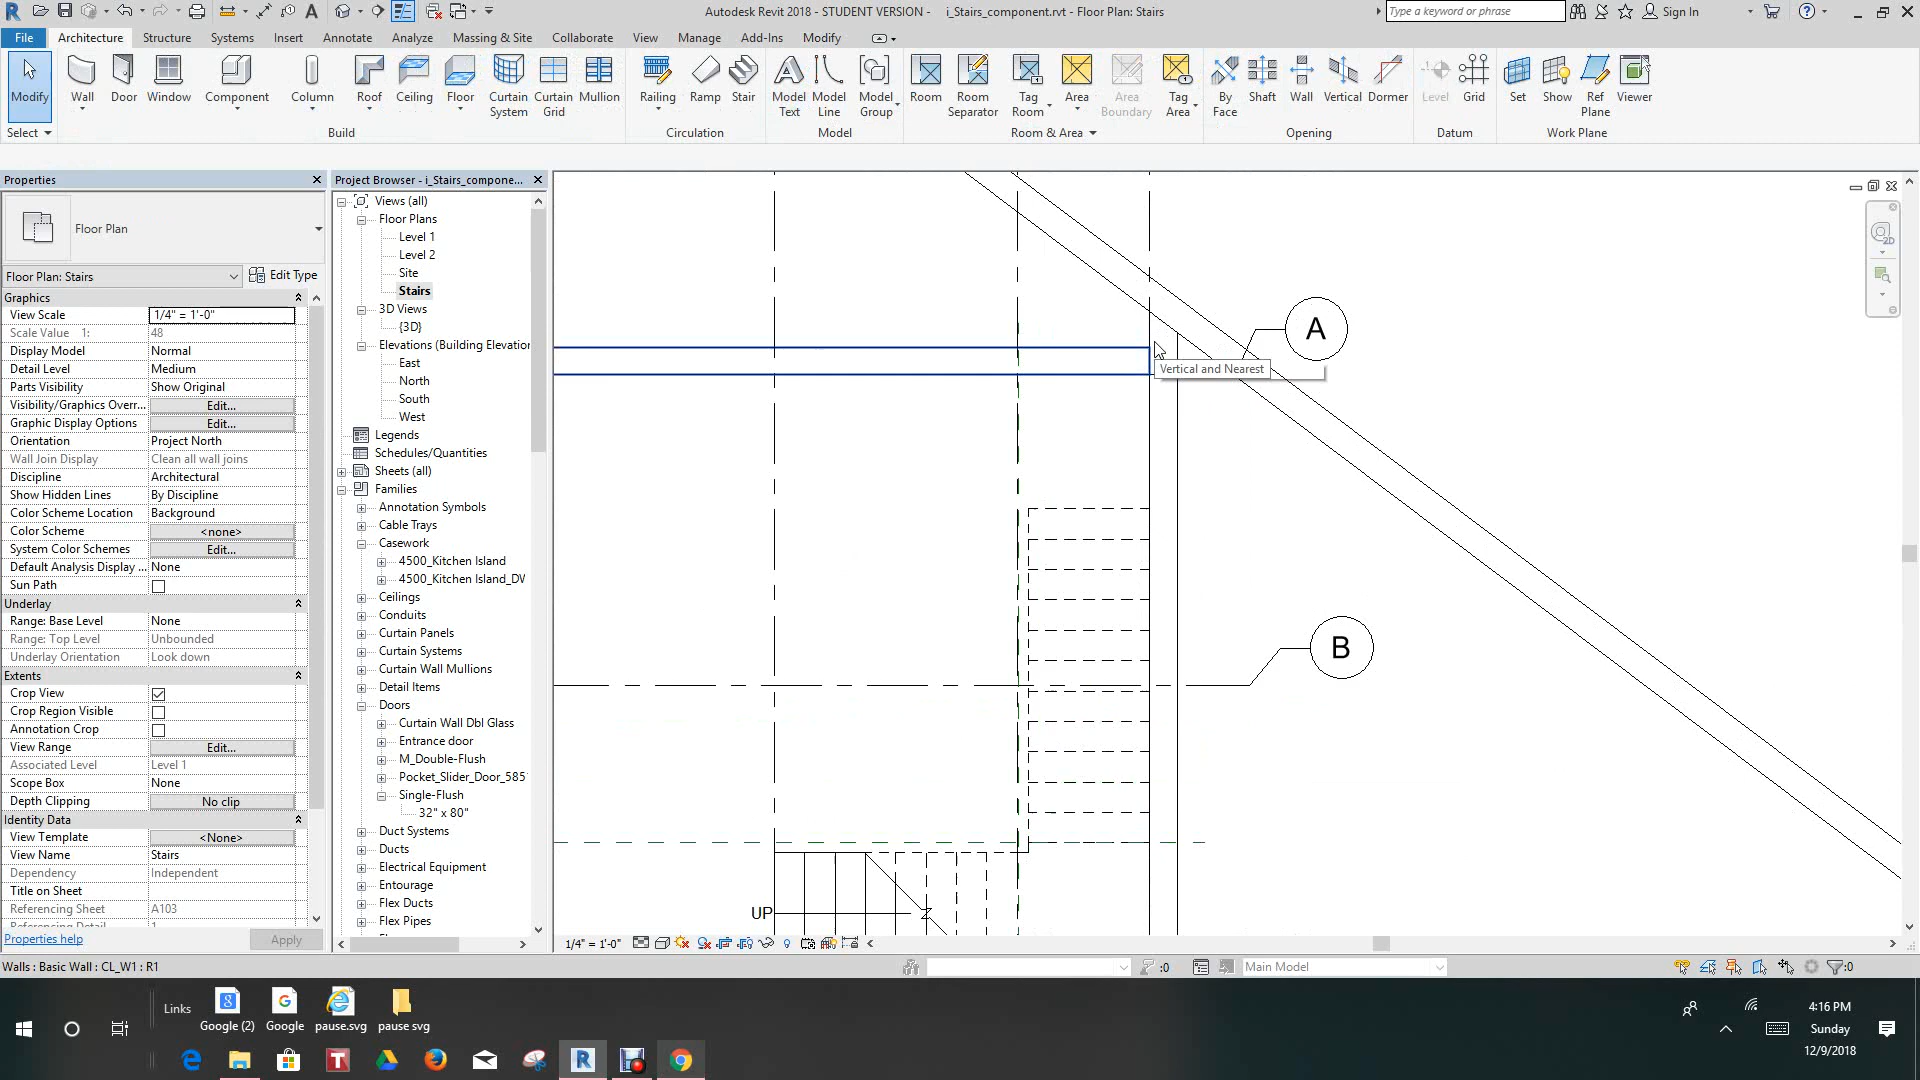 Autodesk Revit 2018 - STUDENT VERSION - i_Stairs_component.rvt - Floor Plan: Stairs
Type a keyword or phrase
Sign In
File Architecture Structure Systems Insert Annotate Analyze Massing & Site Collaborate View Manage Add-Ins Modify
Modify Wall Door Window Component Column Roof Ceiling Floor Curtain System Curtain Grid Mullion Railing Ramp Stair Model Text Model Line Model Group Room Room Separator Tag Room Area Area Boundary Tag Area By Face Shaft Wall Vertical Dormer Level Grid Set Show Ref Plane Viewer
Select Build Circulation Model Room & Area Opening Datum Work Plane
Properties
Floor Plan
Floor Plan: Stairs
Edit Type
Graphics
View Scale 1/4" = 1'-0"
Scale Value 1: 48
Display Model Normal
Detail Level Medium
Parts Visibility Show Original
Visibility/Graphics Overr... Edit...
Graphic Display Options Edit...
Orientation Project North
Wall Join Display Clean all wall joins
Discipline Architectural
Show Hidden Lines By Discipline
Color Scheme Location Background
Color Scheme <none>
System Color Schemes Edit...
Default Analysis Display ... None
Sun Path
Underlay
Range: Base Level None
Range: Top Level Unbounded
Underlay Orientation Look down
Extents
Crop View
Crop Region Visible
Annotation Crop
View Range Edit...
Associated Level Level 1
Scope Box None
Depth Clipping No clip
Identity Data
View Template <None>
View Name Stairs
Dependency Independent
Title on Sheet
Referencing Sheet A103
Referencing Detail 1
Properties help
Apply
Project Browser - i_Stairs_compone...
Views (all)
Floor Plans
Level 1
Level 2
Site
Stairs
3D Views
{3D}
Elevations (Building Elevation
East
North
South
West
Legends
Schedules/Quantities
Sheets (all)
Families
Annotation Symbols
Cable Trays
Casework
4500_Kitchen Island
4500_Kitchen Island_DW
Ceilings
Conduits
Curtain Panels
Curtain Systems
Curtain Wall Mullions
Detail Items
Doors
Curtain Wall Dbl Glass
Entrance door
M_Double-Flush
Pocket_Slider_Door_585
Single-Flush
32" x 80"
Duct Systems
Ducts
Electrical Equipment
Entourage
Flex Ducts
Flex Pipes
A
Vertical and Nearest
B
UP
1/4" = 1'-0"
Walls : Basic Wall : CL_W1 : R1
:0
Main Model
:0
Links
Google (2)
Google
pause.svg
pause svg
4:16 PM
Sunday
12/9/2018